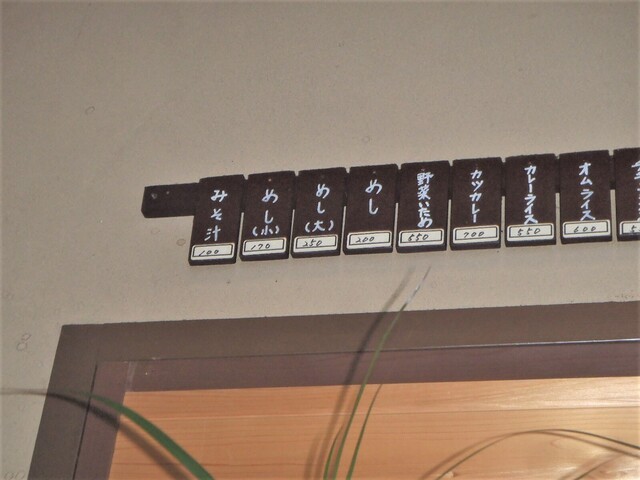 オムライス
600
カレーライス
550
カツカレー
700
野菜いため
550
めし
200
めし(大)
250
めし(小)
170
みそ汁
100